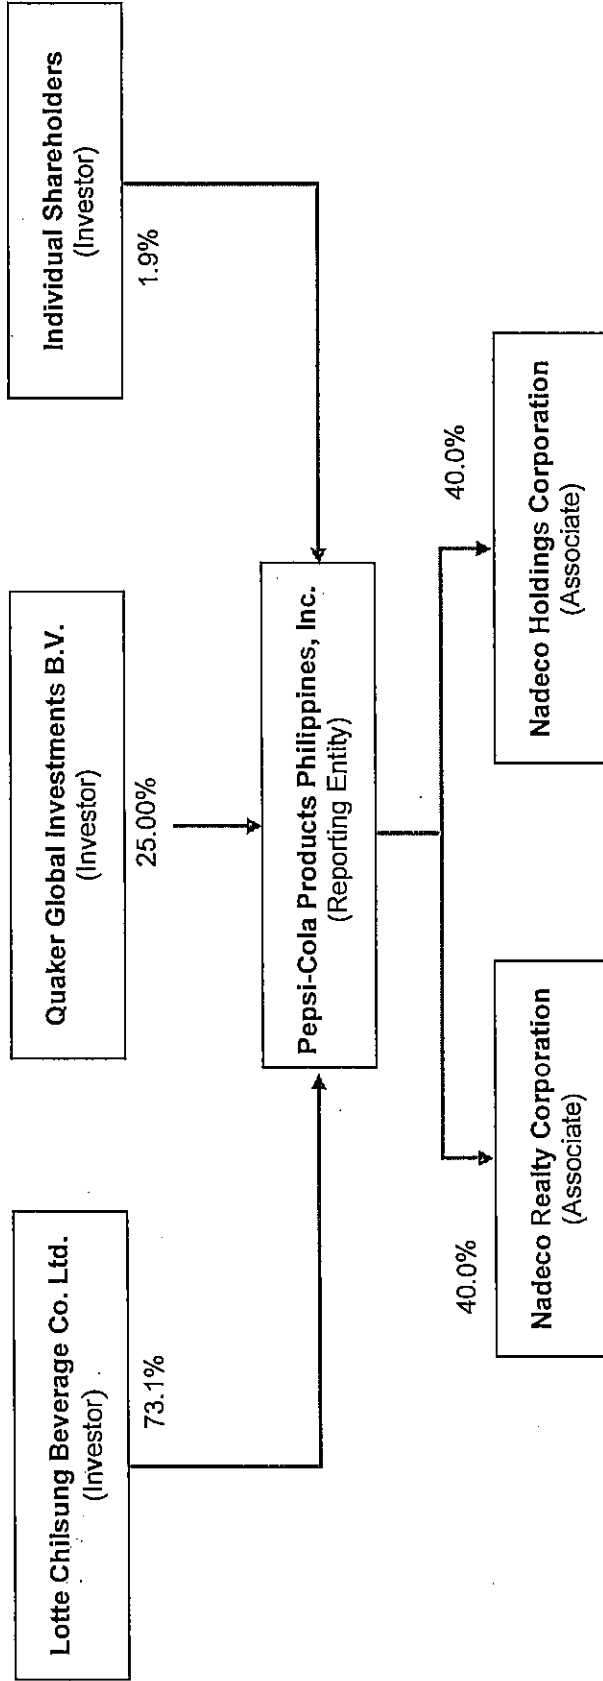 Lotte Chilsung Beverage Co. Ltd.
(Investor)
73.1%
Quaker Global Investments B.V.
(Investor)
25.00%
Individual Shareholders
(Investor)
1.9%
Pepsi-Cola Products Philippines, Inc.
(Reporting Entity)
40.0%
Nadeco Realty Corporation
(Associate)
40.0%
Nadeco Holdings Corporation
(Associate)